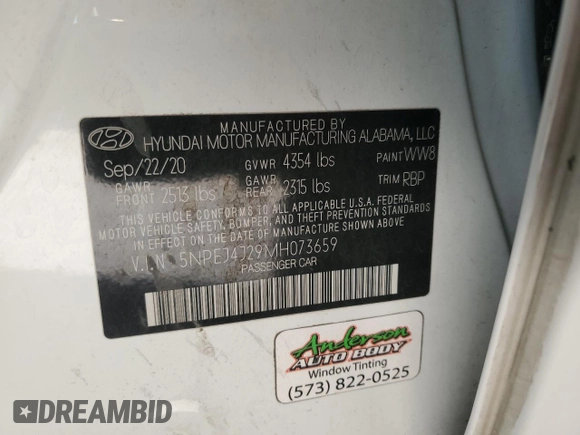 MANUFACTURED BY
HYUNDAI MOTOR MANUFACTURING ALABAMA, LLC
Sep/22/20 GVWR 4354 lbs PAINT WW8
GAWR FRONT 2513 lbs GAWR REAR 2315 lbs TRIM RBP
THIS VEHICLE CONFORMS TO ALL APPLICABLE U.S.A. FEDERAL
MOTOR VEHICLE SAFETY, BUMPER, AND THEFT PREVENTION
STANDARDS IN EFFECT ON THE DATE OF MANUFACTURE SHOWN ABOVE
V.I.N 5NPEJ4J29MH073659
PASSENGER CAR
Anderson
AUTO BODY
Window Tinting
(573) 822-0525
DREAMBID